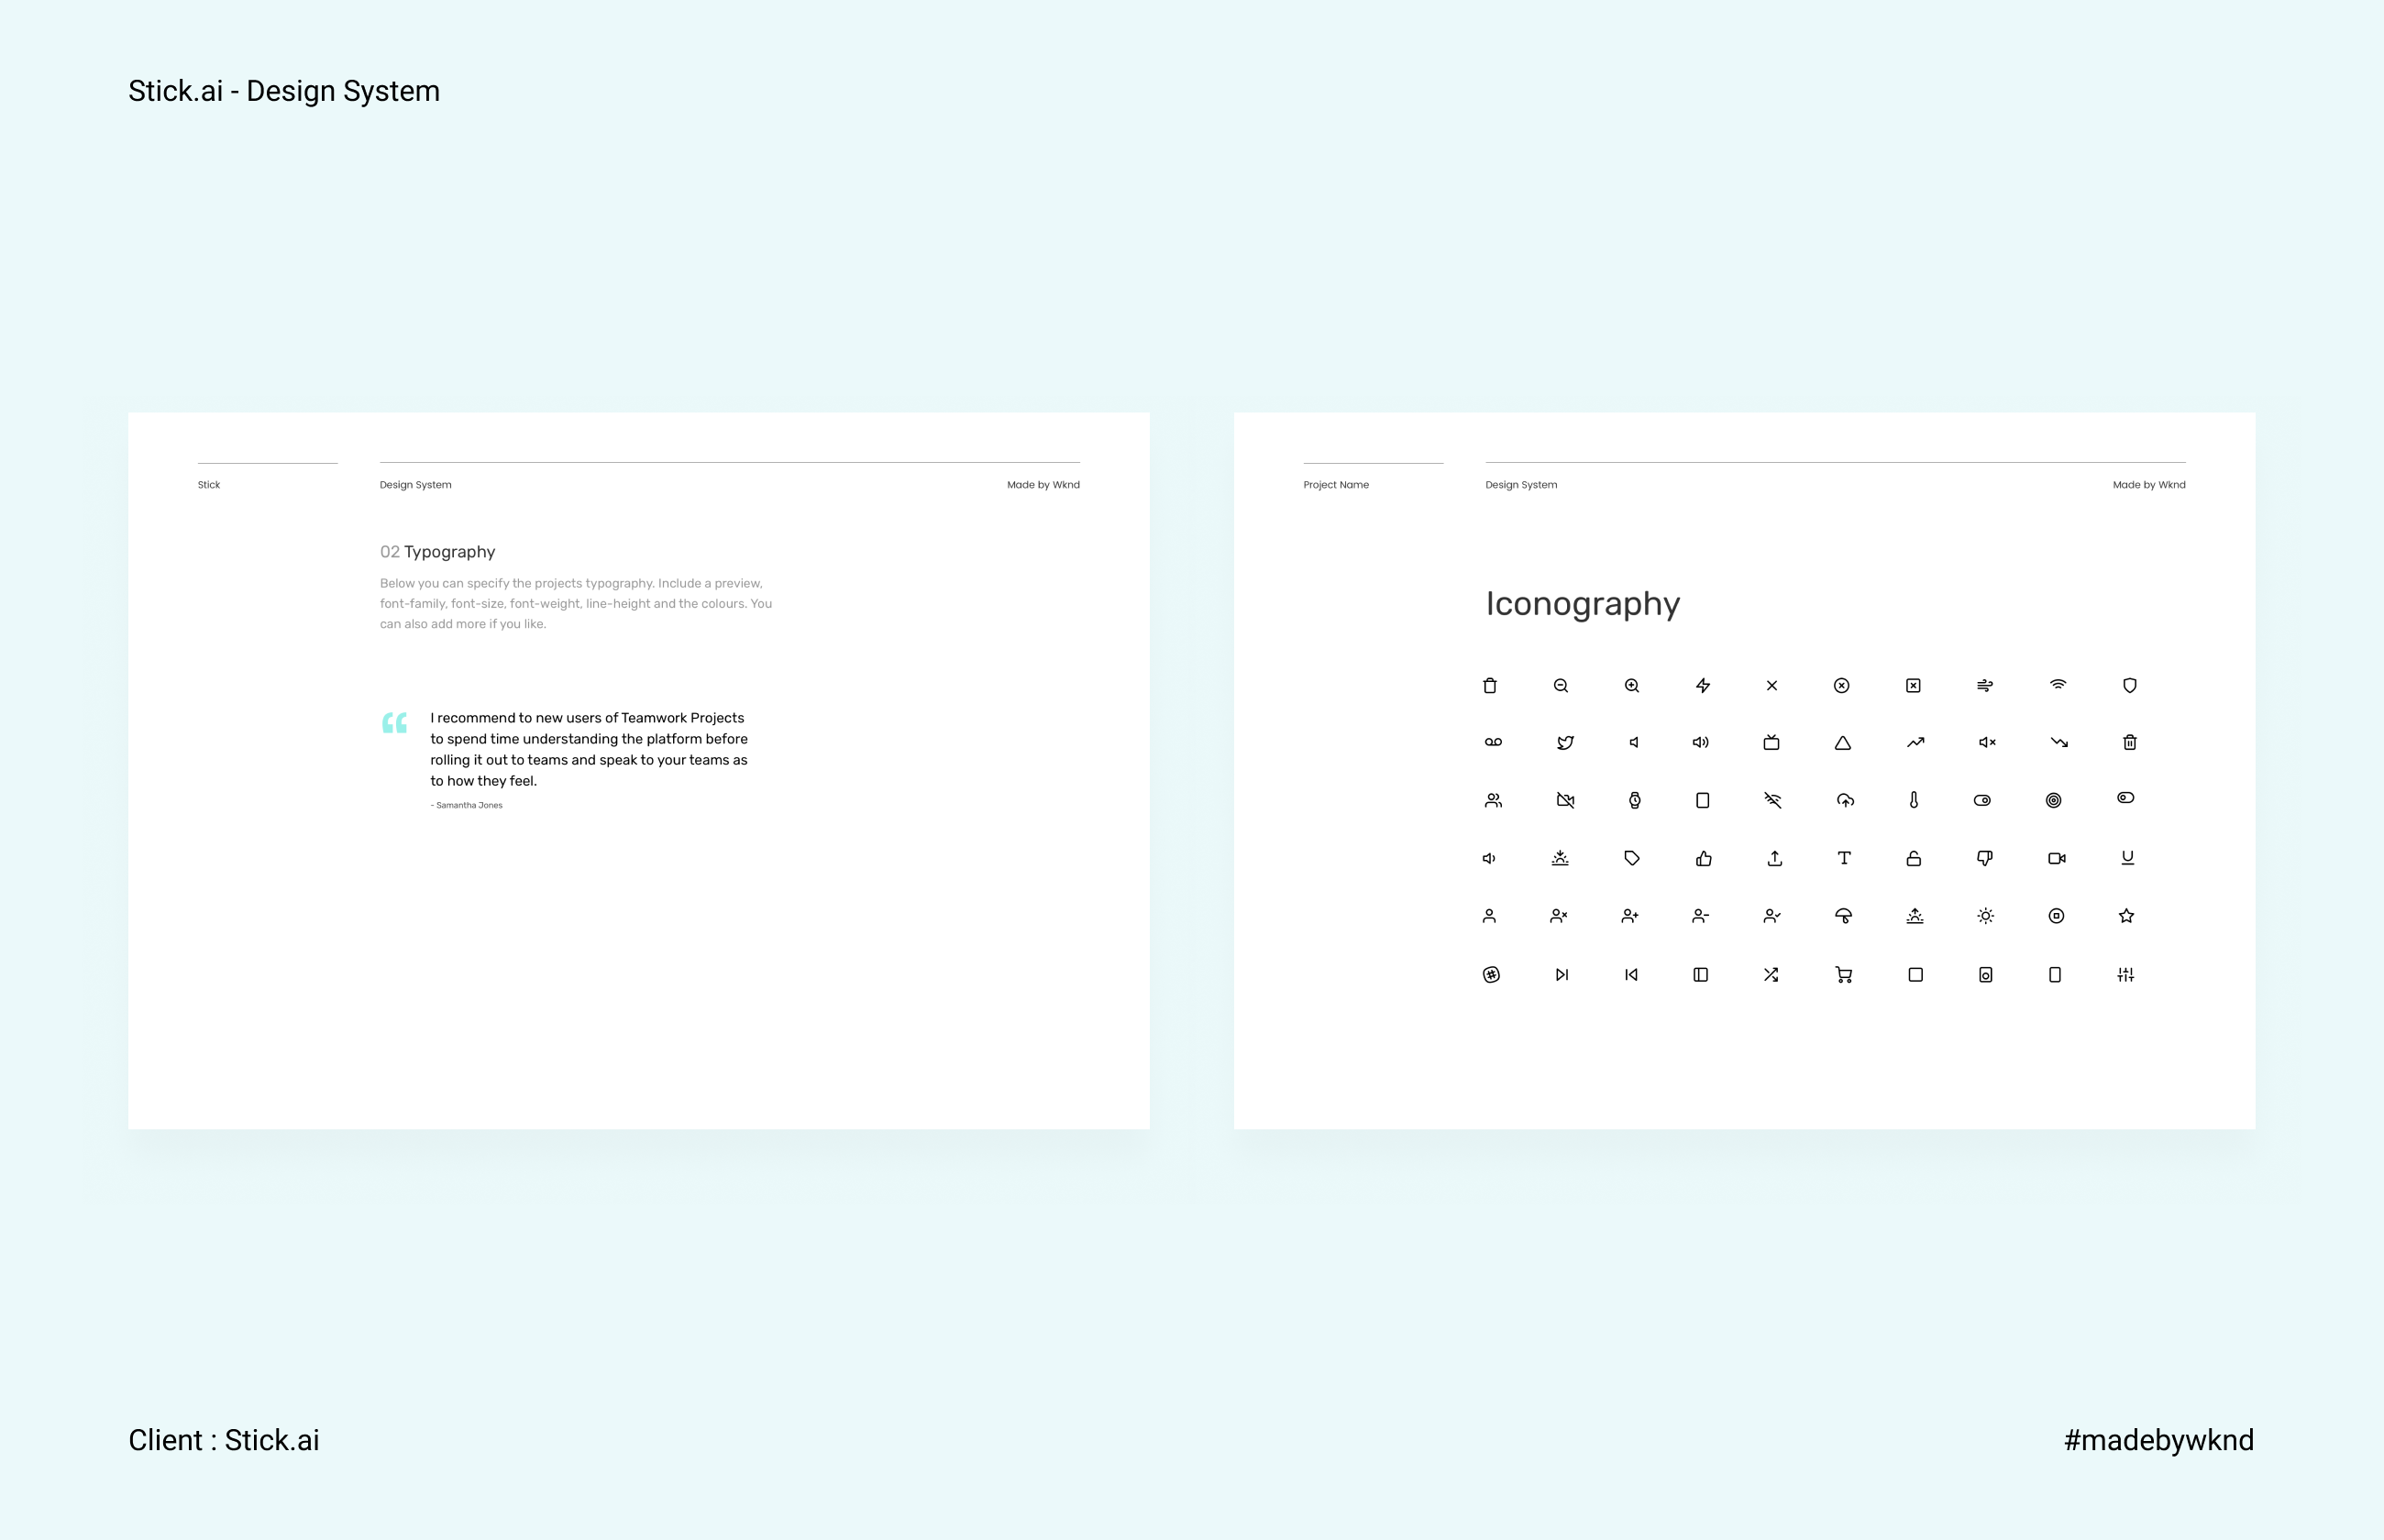 Stick.ai - Design System
Stick
Design System
Made by Wknd
02 Typography
Below you can specify the projects typography. Include a preview,
font-family, font-size, font-weight, line-height and the colours. You
can also add more if you like.
“
I recommend to new users of Teamwork Projects
to spend time understanding the platform before
rolling it out to teams and speak to your teams as
to how they feel.
- Samantha Jones
Project Name
Design System
Made by Wknd
Iconography
Client : Stick.ai
#madebywknd